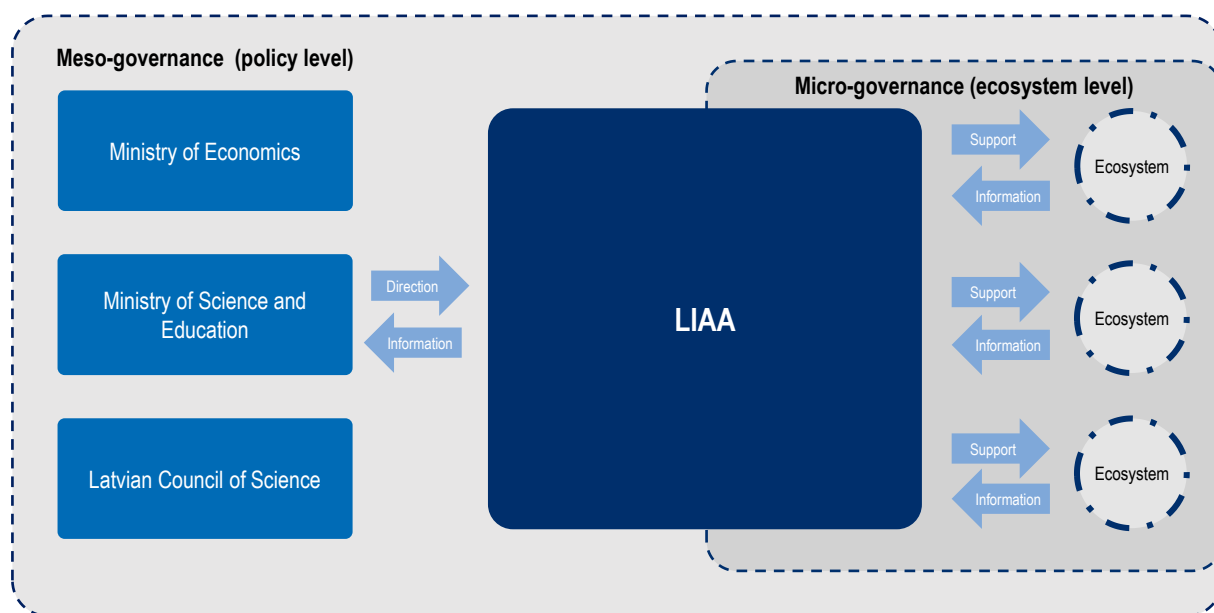 Meso-governance (policy level)
Micro-governance (ecosystem level)
Ministry of Economics
Support
Information
Ecosystem
Ministry of Science and
Education
Direction
Information
LIAA
Support
Information
Ecosystem
Latvian Council of Science
Support
Information
Ecosystem